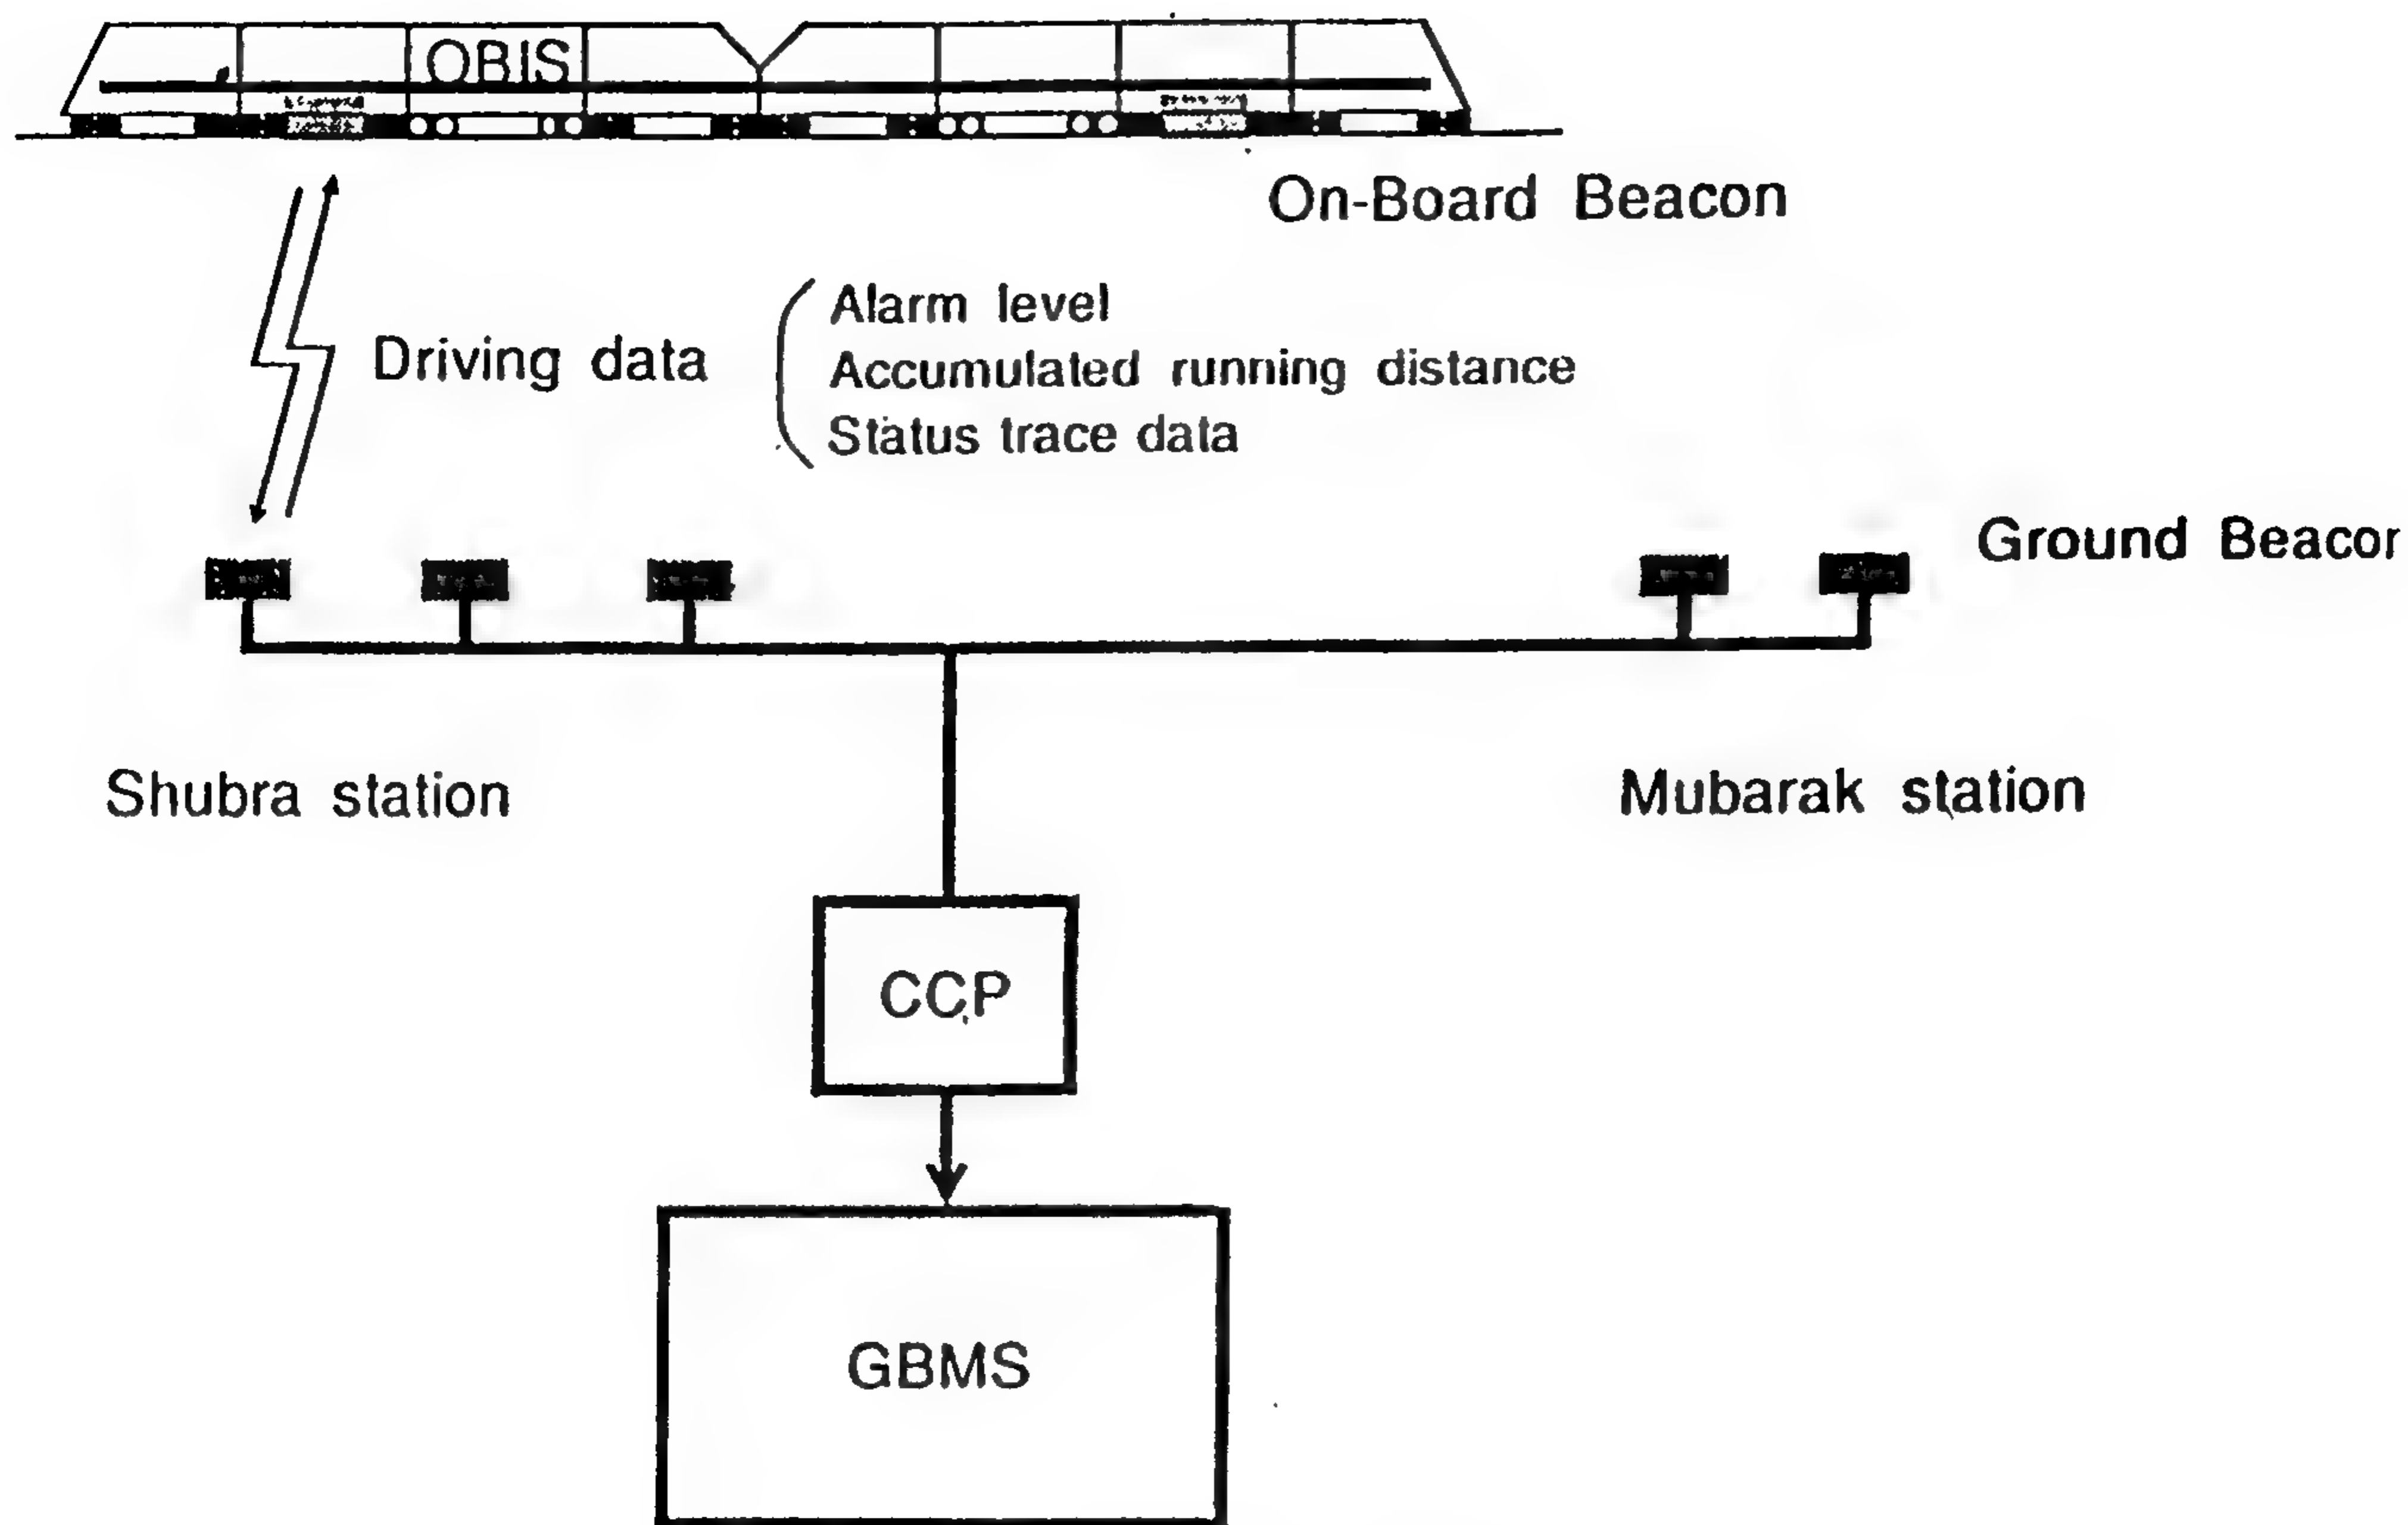 OBIS
On-Board Beacon
Driving data
Alarm level
Accumulated running distance
Status trace data
Ground Beacor
Shubra station
Mubarak station
CCP
GBMS